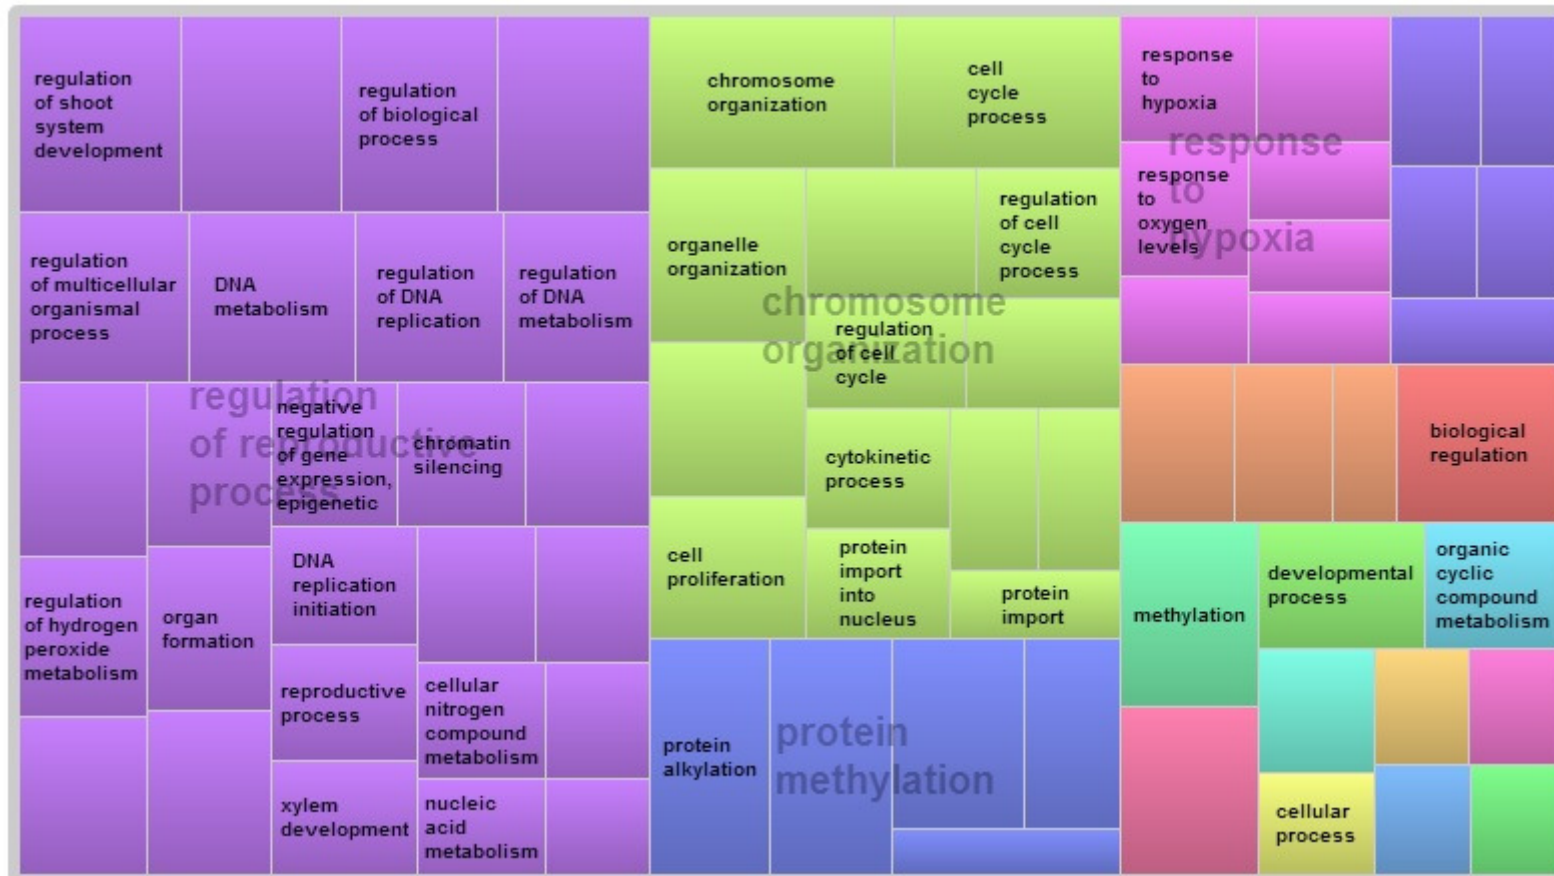 regulation
of shoot
system
development
regulation
of biological
process
regulation
of multicellular
organismal
process
DNA
metabolism
regulation
of DNA
replication
regulation
of DNA
metabolism
regulation
of reproductive
process
negative
regulation
of gene
expression,
epigenetic
chromatin
silencing
regulation
of hydrogen
peroxide
metabolism
organ
formation
DNA
replication
initiation
reproductive
process
cellular
nitrogen
compound
metabolism
xylem
development
nucleic
acid
metabolism
chromosome
organization
cell
cycle
process
organelle
organization
regulation
of cell
cycle
process
chromosome
organization
regulation
of cell
cycle
cytokinetic
process
cell
proliferation
protein
import
into
nucleus
protein
import
protein
alkylation
protein
methylation
response
to
hypoxia
response
to
hypoxia
response
to
oxygen
levels
biological
regulation
methylation
developmental
process
organic
cyclic
compound
metabolism
cellular
process